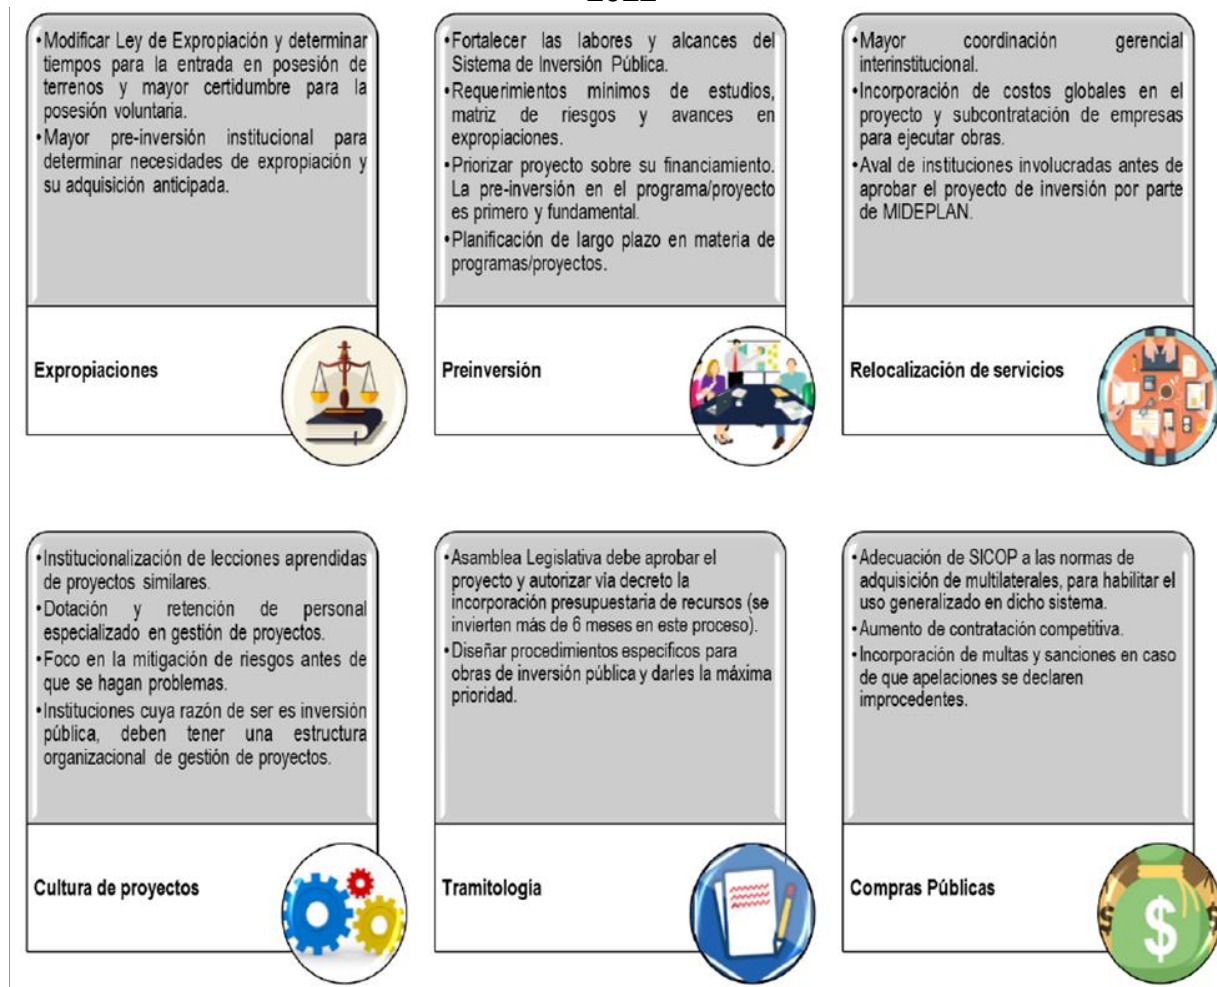 •Modificar Ley de Expropiación y determinar
tiempos para la entrada en posesión de
terrenos y mayor certidumbre para la
posesión voluntaria.
•Mayor pre-inversión institucional para
determinar necesidades de expropiación y
su adquisición anticipada.
Expropiaciones
•Fortalecer las labores y alcances del
Sistema de Inversión Pública.
•Requerimientos mínimos de estudios,
matriz de riesgos y avances en
expropiaciones.
•Priorizar proyecto sobre su financiamiento.
La pre-inversión en el programa/proyecto
es primero y fundamental.
•Planificación de largo plazo en materia de
programas/proyectos.
Preinversión
•Mayor coordinación gerencial
interinstitucional.
•Incorporación de costos globales en el
proyecto y subcontratación de empresas
para ejecutar obras.
•Aval de instituciones involucradas antes de
aprobar el proyecto de inversión por parte
de MIDEPLAN.
Relocalización de servicios
•Institucionalización de lecciones aprendidas
de proyectos similares.
•Dotación y retención de personal
especializado en gestión de proyectos.
•Foco en la mitigación de riesgos antes de
que se hagan problemas.
•Instituciones cuya razón de ser es inversión
pública, deben tener una estructura
organizacional de gestión de proyectos.
Cultura de proyectos
•Asamblea Legislativa debe aprobar el
proyecto y autorizar vía decreto la
incorporación presupuestaria de recursos (se
invierten más de 6 meses en este proceso).
•Diseñar procedimientos específicos para
obras de inversión pública y darles la máxima
prioridad.
Tramitología
•Adecuación de SICOP a las normas de
adquisición de multilaterales, para habilitar el
uso generalizado en dicho sistema.
•Aumento de contratación competitiva.
•Incorporación de multas y sanciones en caso
de que apelaciones se declaren
improcedentes.
Compras Públicas
$ $ $